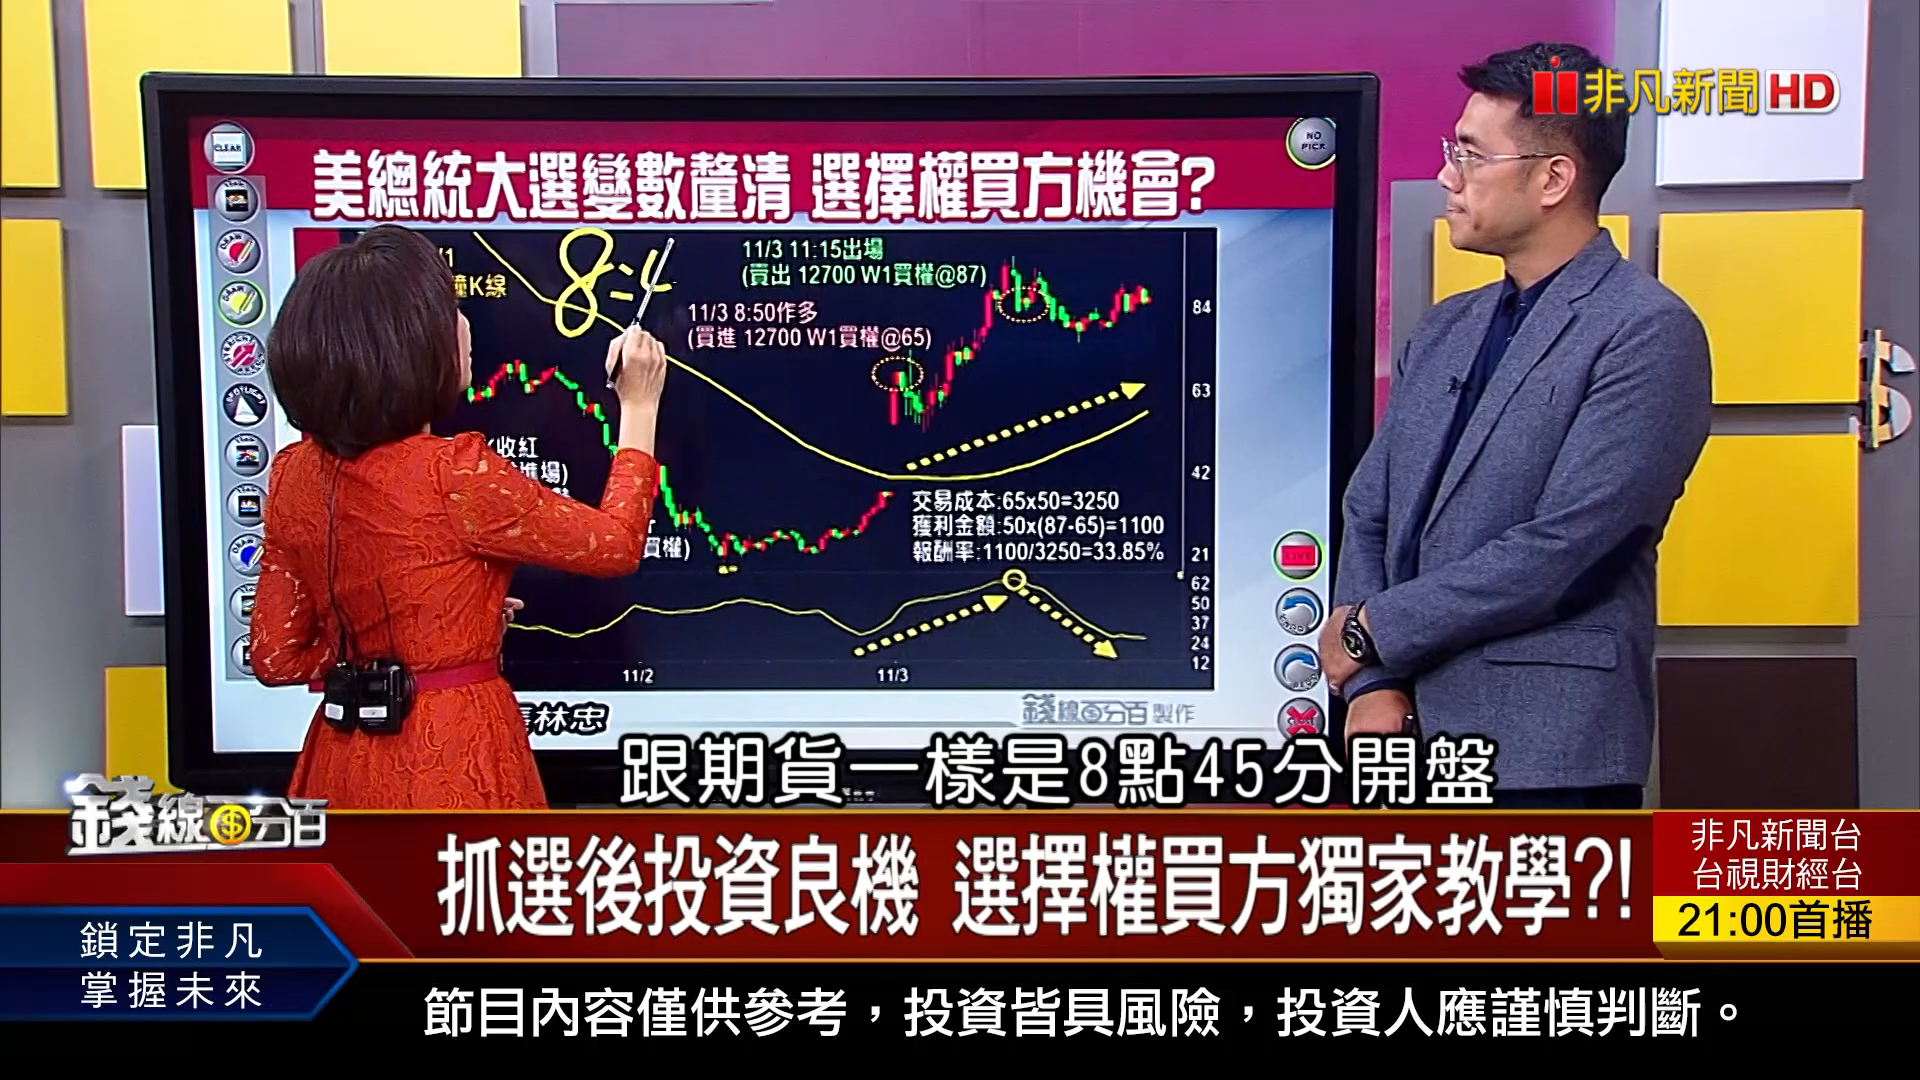 非凡新聞HD
CLEAR
NO PICK
美總統大選變數釐清 選擇權買方機會?
鐘K線
8:4
11/3 11:15出場
(賣出 12700 W1買權@87)
11/3 8:50作多
(買進 12700 W1買權@65)
84
63
42
21
收紅
進場)
買權)
交易成本:65x50=3250
獲利金額:50x(87-65)=1100
報酬率:1100/3250=33.85%
62
50
37
24
12
11/2
11/3
林忠
錢線百分百 製作
跟期貨一樣是8點45分開盤
錢線百分百
抓選後投資良機 選擇權買方獨家教學?!
非凡新聞台
台視財經台
21:00首播
鎖定非凡
掌握未來
節目內容僅供參考，投資皆具風險，投資人應謹慎判斷。